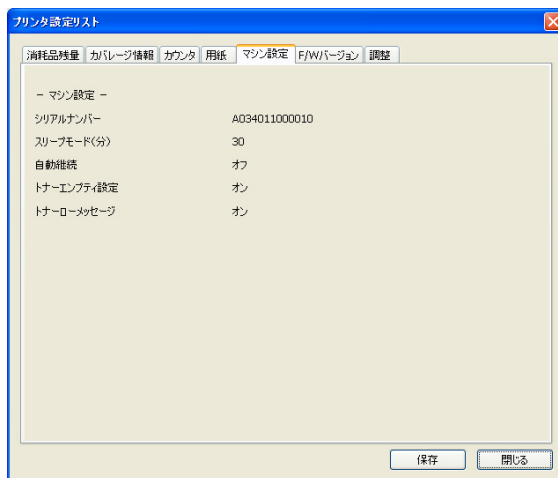 プリンタ設定リスト
消耗品残量 カバレージ情報 カウンタ 用紙 マシン設定 F/Wバージョン 調整
− マシン設定 −
シリアルナンバー A034011000010
スリープモード(分) 30
自動継続 オフ
トナーエンプティ設定 オン
トナーローメッセージ オン
保存 閉じる